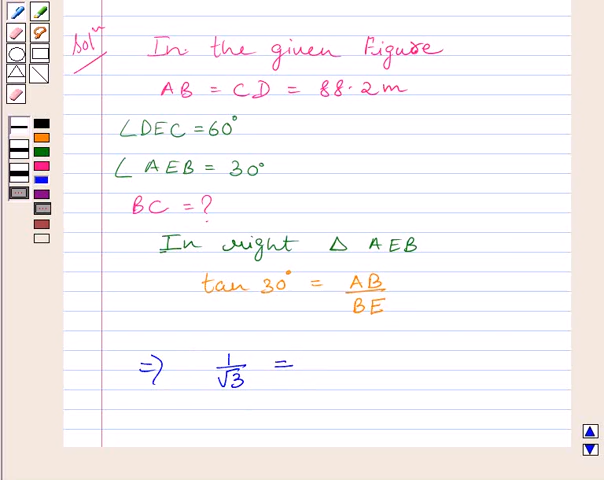 Solⁿ In the given Figure
AB = CD = 88.2m
∠DEC = 60°
∠AEB = 30°
BC = ?
In right △ AEB
tan 30° = AB/BE
=> 1/√3 =